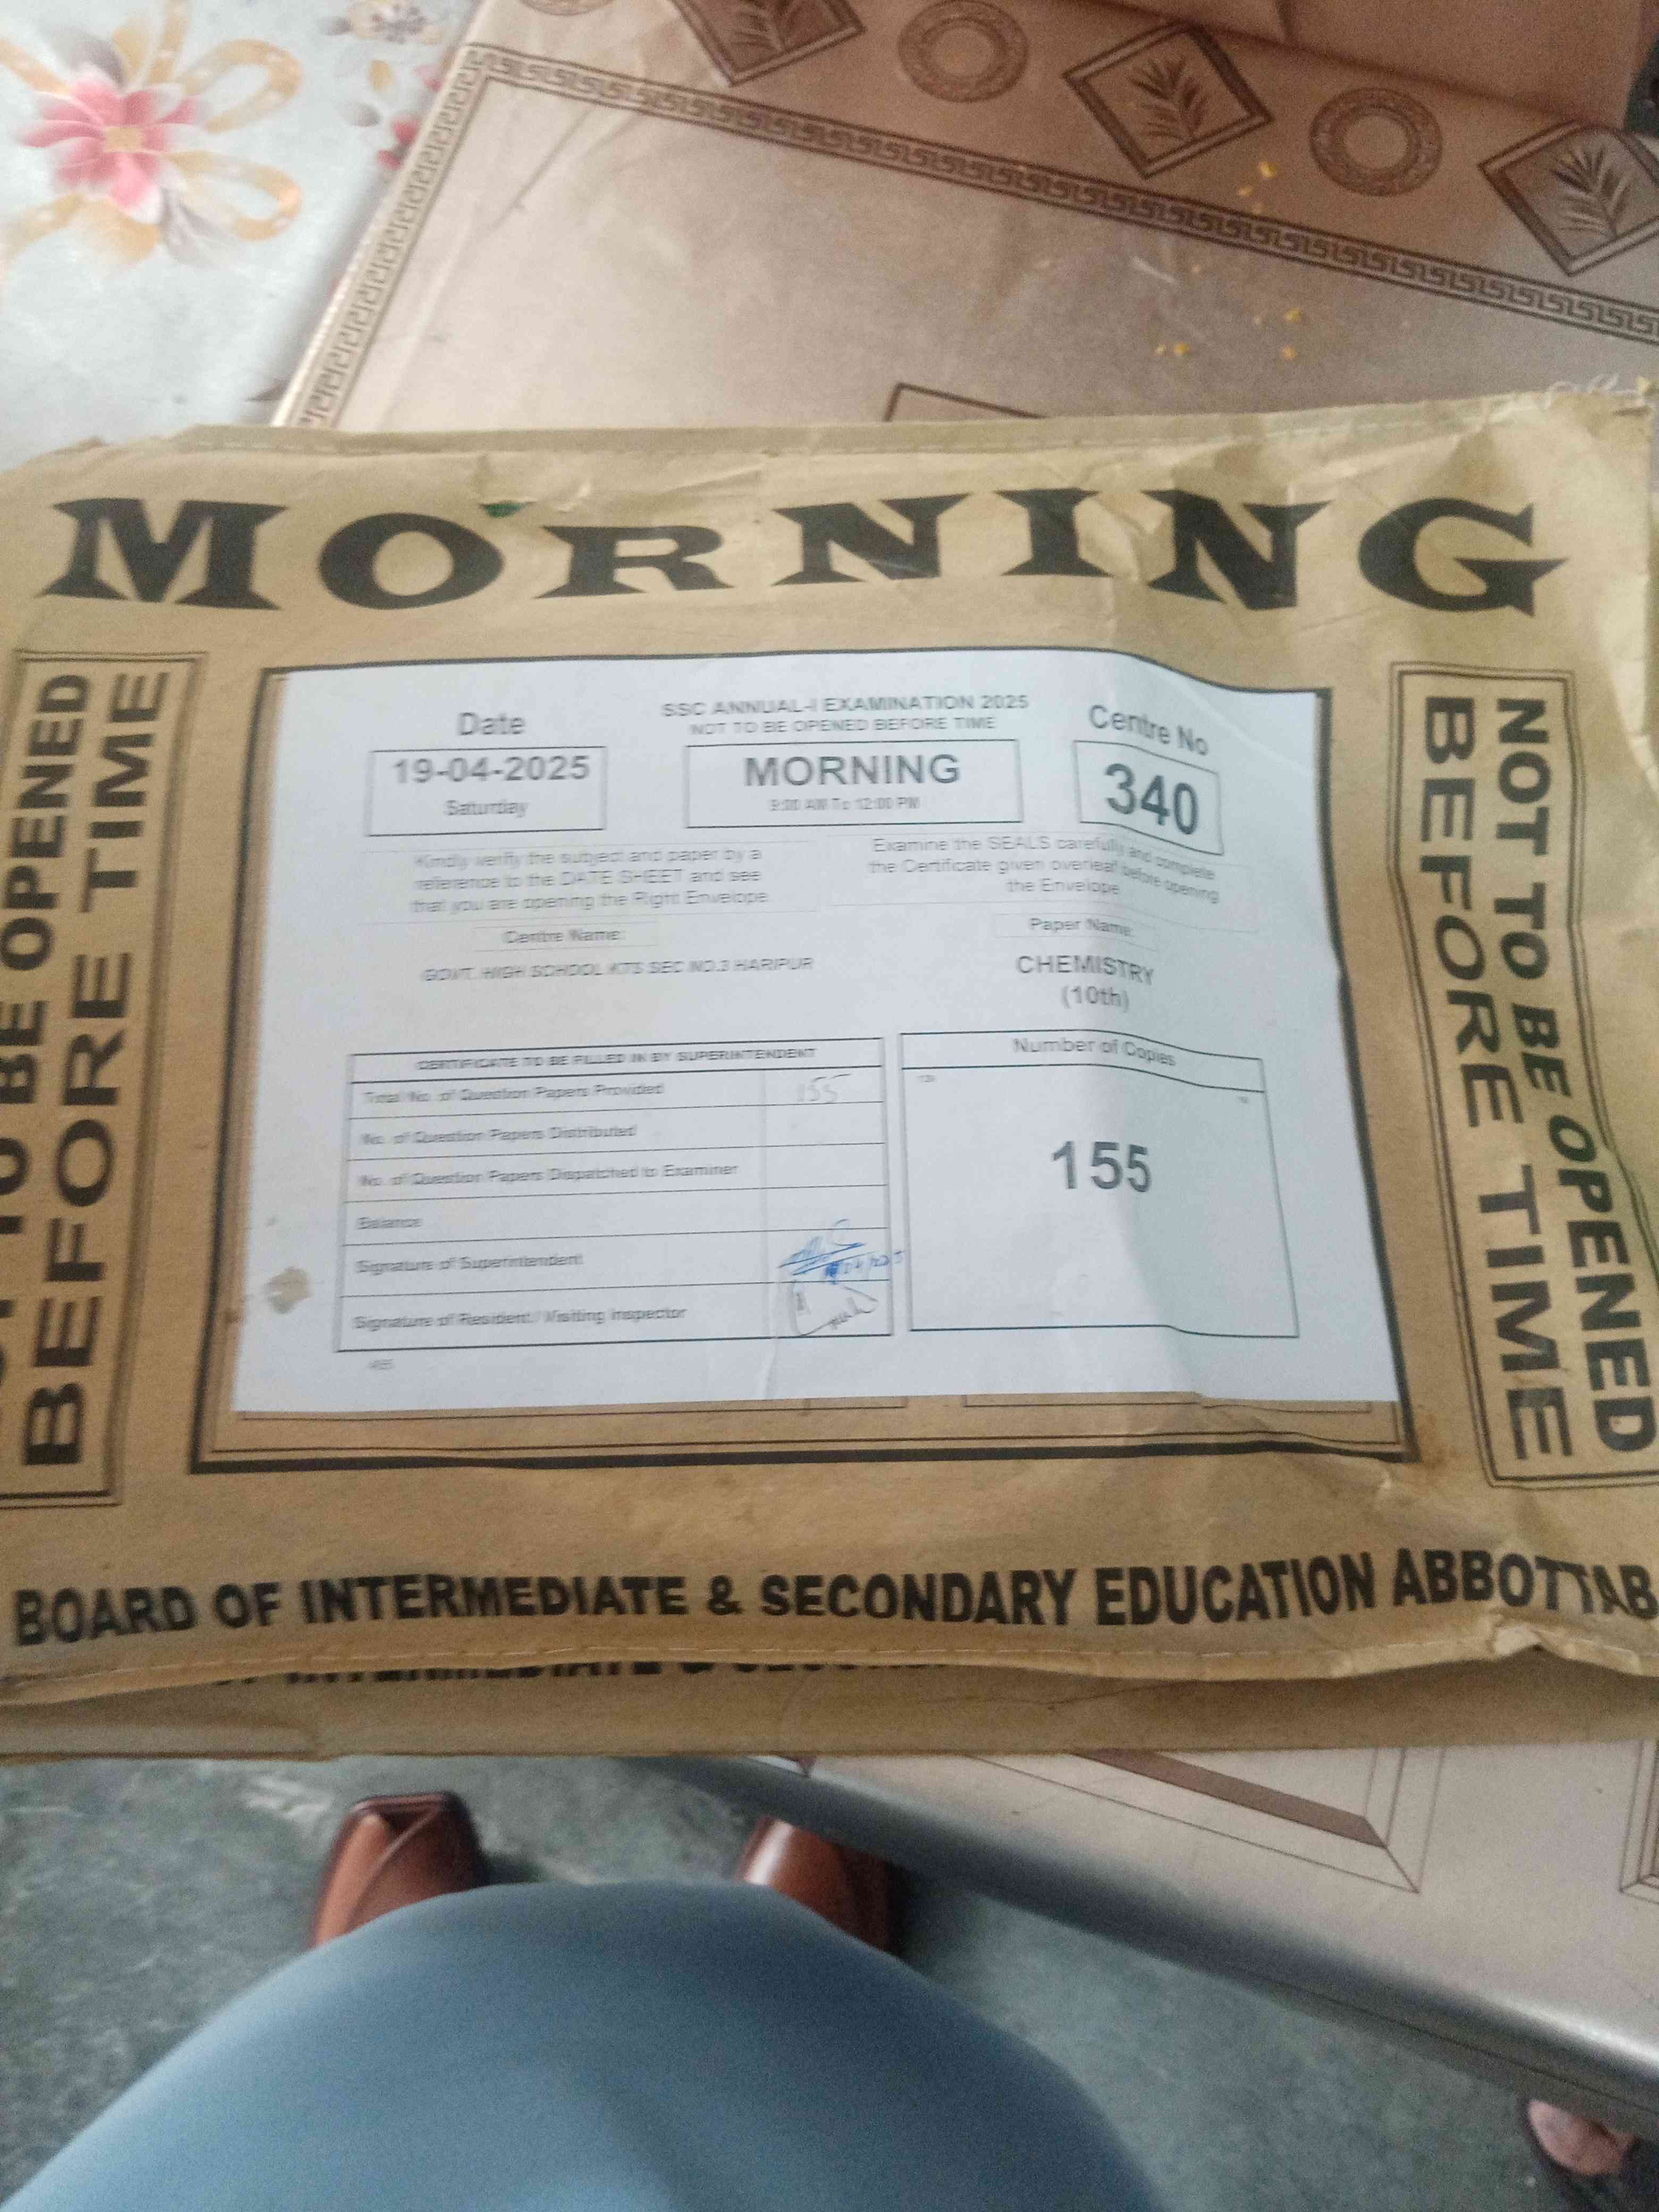 MORNING
NOT TO BE OPENED
BEFORE TIME
TO BE OPENED
BEFORE TIME
SSC ANNUAL-I EXAMINATION 2025
NOT TO BE OPENED BEFORE TIME
Date
19-04-2025
Saturday
MORNING
9:00 AM To 12:00 PM
Centre No
340
Kindly verify the subject and paper by a
reference to the DATE SHEET and see
that you are opening the Right Envelope
Examine the SEALS carefully and complete
the Certificate given overleaf before opening
the Envelope
Centre Name:
GOVT. HIGH SCHOOL KTS SEC NO.3 HARIPUR
Paper Name:
CHEMISTRY
(10th)
CERTIFICATE TO BE FILLED IN BY SUPERINTENDENT
Total No. of Question Papers Provided 155
No. of Question Papers Distributed
No. of Question Papers Dispatched to Examiner
Balance
Signature of Superintendent
Signature of Resident / Visiting Inspector
Number of Copies
155
BOARD OF INTERMEDIATE & SECONDARY EDUCATION ABBOTTAB
INTERMEDIATE &